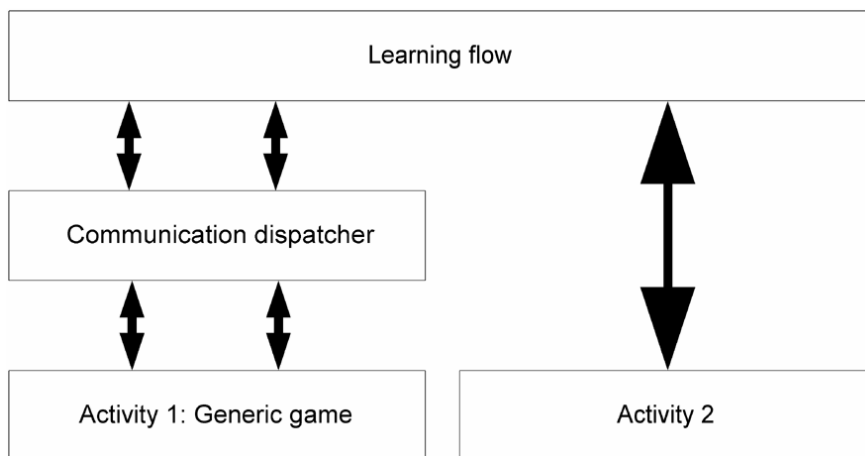 Learning flow
Communication dispatcher
Activity 1: Generic game
Activity 2